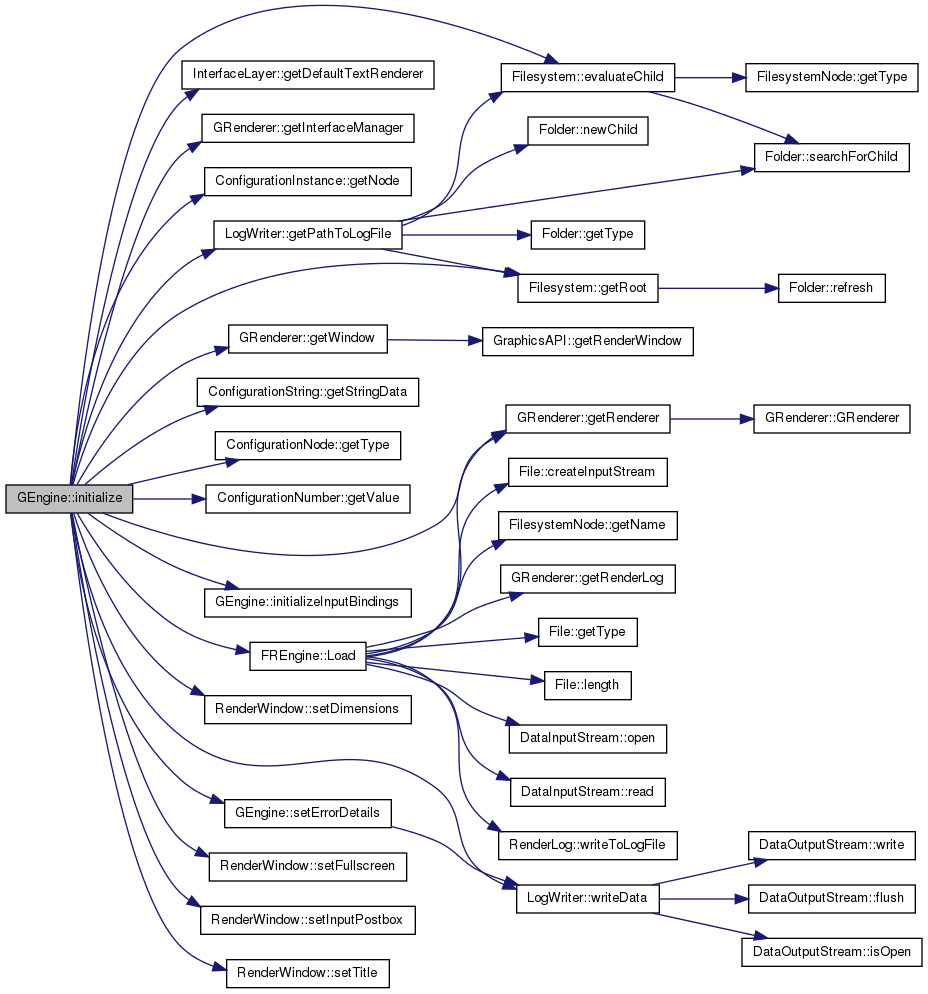 GEngine::initialize
InterfaceLayer::getDefaultTextRenderer
GRenderer::getInterfaceManager
ConfigurationInstance::getNode
LogWriter::getPathToLogFile
GRenderer::getWindow
ConfigurationString::getStringData
ConfigurationNode::getType
ConfigurationNumber::getValue
GEngine::initializeInputBindings
FREngine::Load
RenderWindow::setDimensions
GEngine::setErrorDetails
RenderWindow::setFullscreen
RenderWindow::setInputPostbox
RenderWindow::setTitle
Filesystem::evaluateChild
Folder::newChild
Folder::getType
Filesystem::getRoot
GraphicsAPI::getRenderWindow
GRenderer::getRenderer
File::createInputStream
FilesystemNode::getName
GRenderer::getRenderLog
File::getType
File::length
DataInputStream::open
DataInputStream::read
RenderLog::writeToLogFile
LogWriter::writeData
FilesystemNode::getType
Folder::searchForChild
Folder::refresh
GRenderer::GRenderer
DataOutputStream::write
DataOutputStream::flush
DataOutputStream::isOpen